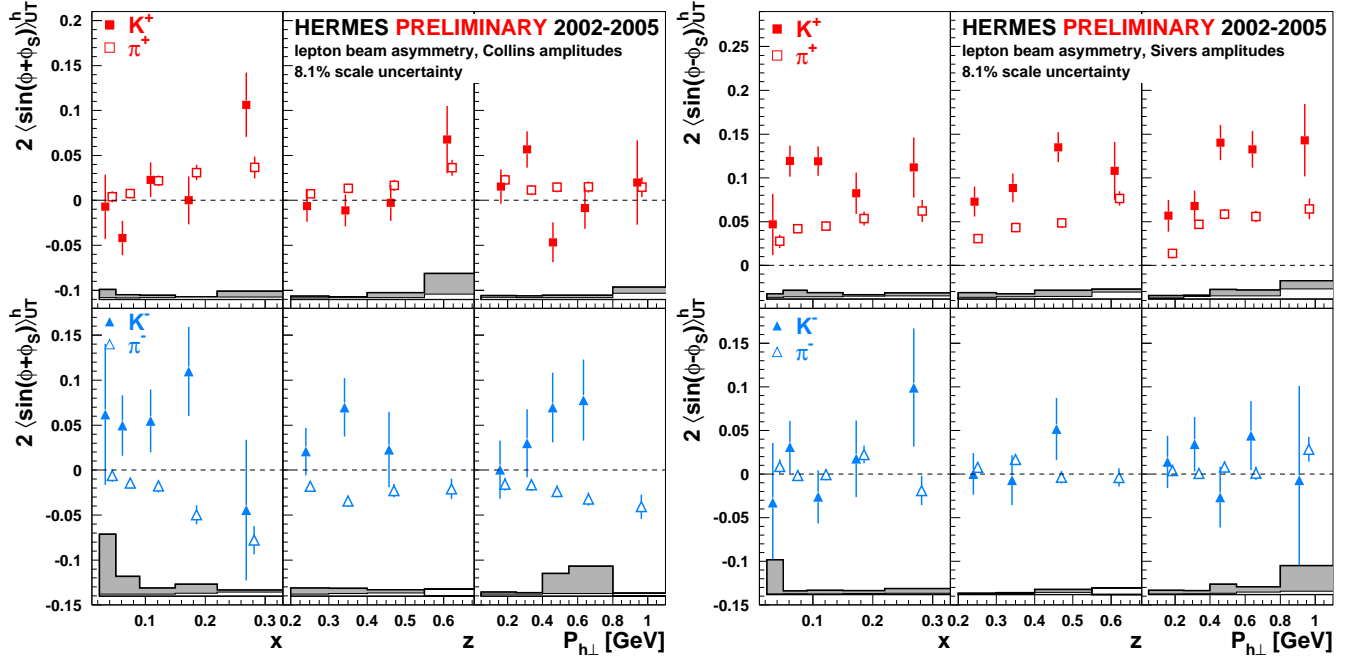 2 ⟨sin(φ+φS)⟩hUT
0.2
0.15
0.1
0.05
0
-0.05
-0.1
K+
π+
HERMES PRELIMINARY 2002-2005
lepton beam asymmetry, Collins amplitudes
8.1% scale uncertainty
2 ⟨sin(φ+φS)⟩hUT
0.15
0.1
0.05
0
-0.05
-0.1
-0.15
K-
π-
0.1 0.2 0.3
0.2 0.3 0.4 0.5 0.6
0.2 0.4 0.6 0.8 1
x z Ph⊥ [GeV]
2 ⟨sin(φ-φS)⟩hUT
0.25
0.2
0.15
0.1
0.05
0
K+
π+
HERMES PRELIMINARY 2002-2005
lepton beam asymmetry, Sivers amplitudes
8.1% scale uncertainty
2 ⟨sin(φ-φS)⟩hUT
0.15
0.1
0.05
0
-0.05
-0.1
-0.15
K-
π-
0.1 0.2 0.3
0.2 0.3 0.4 0.5 0.6
0.2 0.4 0.6 0.8 1
x z Ph⊥ [GeV]